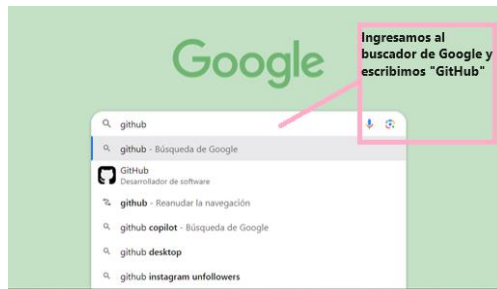 Google
Ingresamos al
buscador de Google y
escribimos "GitHub"
github
github - Búsqueda de Google
GitHub
Desarrollador de software
github - Reanudar la navegación
github copilot - Búsqueda de Google
github desktop
github instagram unfollowers